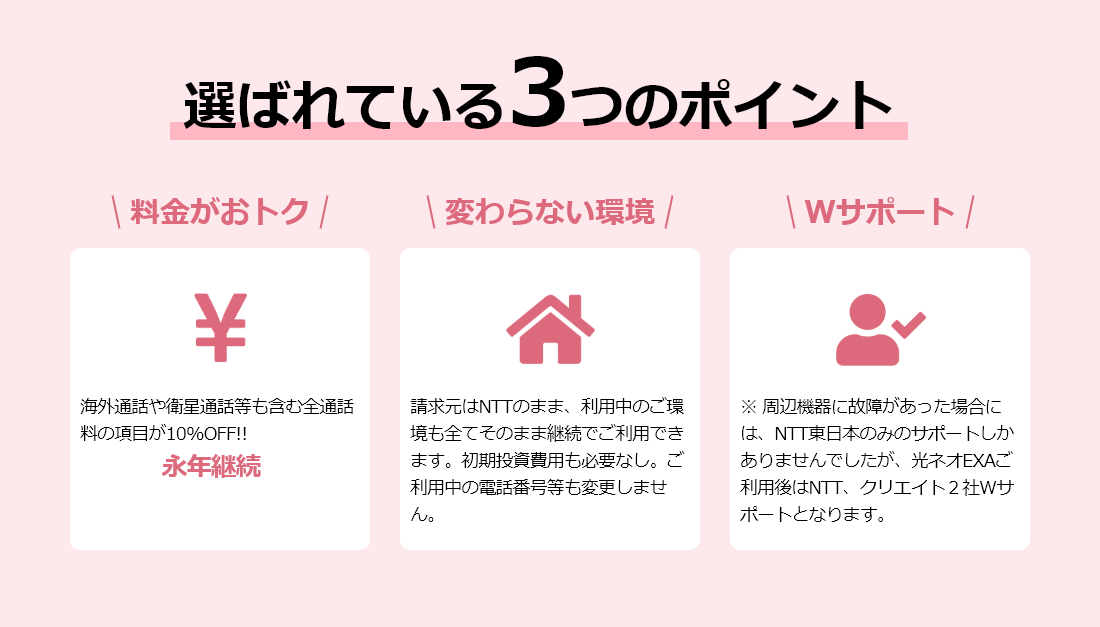 選ばれている3つのポイント
\ 料金がおトク /
海外通話や衛星通話等も含む全通話
料の項目が10%OFF!!
永年継続
\ 変わらない環境 /
請求元はNTTのまま、利用中のご環
境も全てそのまま継続でご利用でき
ます。初期投資費用も必要なし。ご
利用中の電話番号等も変更しませ
ん。
\ Wサポート /
※ 周辺機器に故障があった場合に
は、NTT東日本のみのサポートしか
ありませんでしたが、光ネオEXAご
利用後はNTT、クリエイト２社Wサ
ポートとなります。